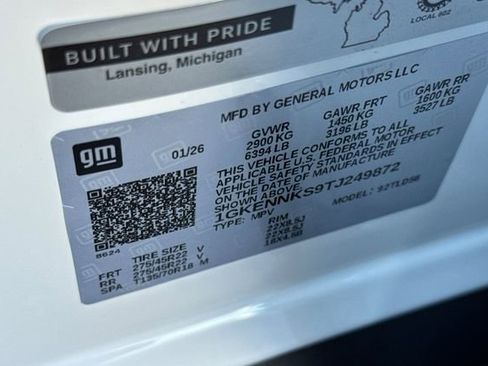 BUILT WITH PRIDE
Lansing, Michigan
LOCAL 602
gm
01/26
MFD BY GENERAL MOTORS LLC
GVWR GAWR FRT GAWR RR
2900 KG 1450 KG 1600 KG
6394 LB 3196 LB 3527 LB
THIS VEHICLE CONFORMS TO ALL
APPLICABLE U.S. FEDERAL MOTOR
VEHICLE SAFETY STANDARDS IN EFFECT
ON THE DATE OF MANUFACTURE
SHOWN ABOVE.
1GKENNKS9TJ249872
TYPE: MPV MODEL:
8624
TIRE SIZE RIM
FRT 275/45R22 V 22X8.5J
RR 275/45R22 V 22X8.5J
SPA T135/70R18 M 18X4.5B